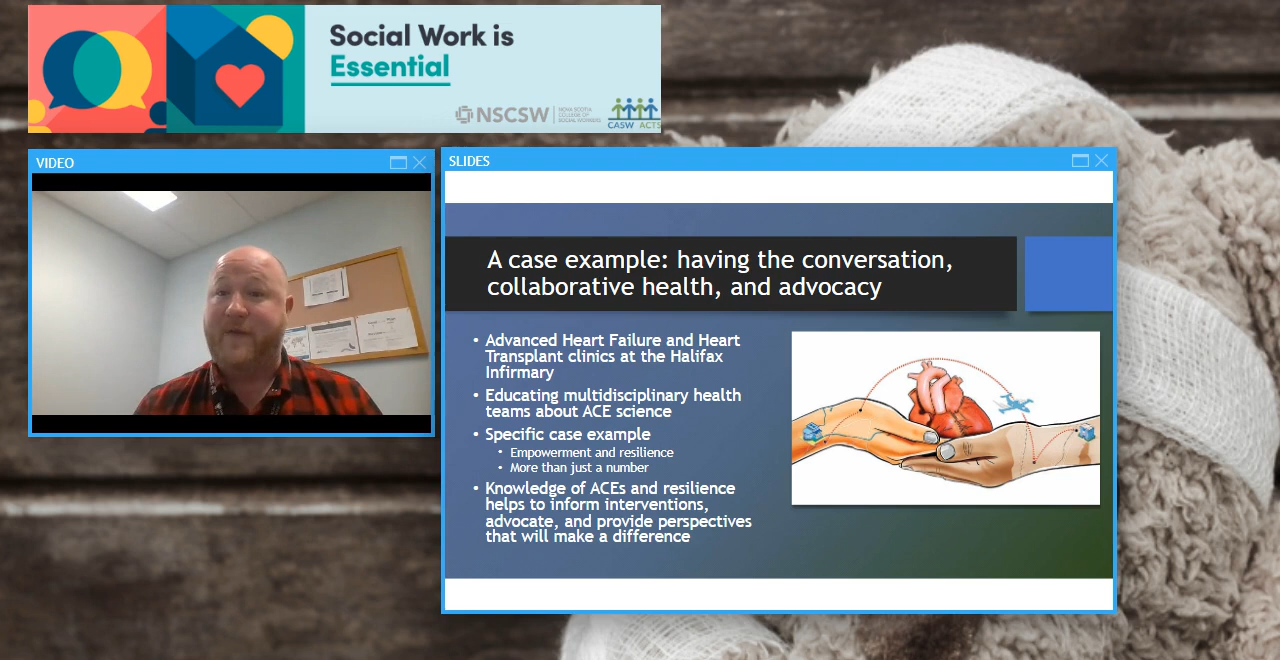 Social Work is
Essential
NSCSW
NOVA SCOTIA
COLLEGE OF
SOCIAL WORKERS
CASW ACTS
VIDEO
SLIDES
A case example: having the conversation,
collaborative health, and advocacy
• Advanced Heart Failure and Heart
Transplant clinics at the Halifax
Infirmary
• Educating multidisciplinary health
teams about ACE science
• Specific case example
• Empowerment and resilience
• More than just a number
• Knowledge of ACEs and resilience
helps to inform interventions,
advocate, and provide perspectives
that will make a difference